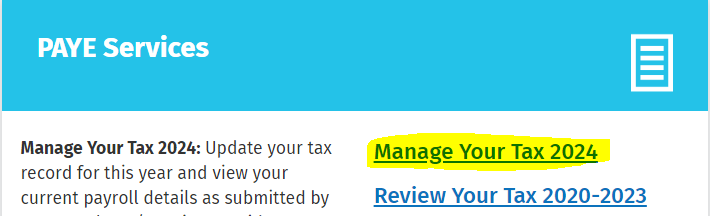 PAYE Services
Manage Your Tax 2024: Update your tax
record for this year and view your
current payroll details as submitted by
Manage Your Tax 2024
Review Your Tax 2020-2023